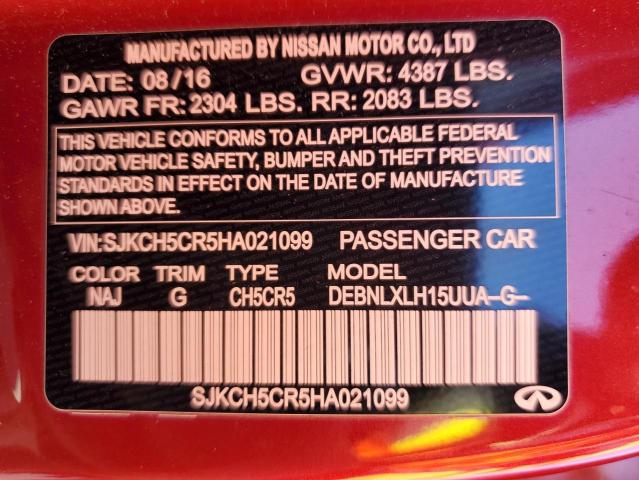 MANUFACTURED BY NISSAN MOTOR CO., LTD
DATE: 08/16 GVWR: 4387 LBS.
GAWR FR: 2304 LBS. RR: 2083 LBS.
THIS VEHICLE CONFORMS TO ALL APPLICABLE FEDERAL
MOTOR VEHICLE SAFETY, BUMPER AND THEFT PREVENTION
STANDARDS IN EFFECT ON THE DATE OF MANUFACTURE
SHOWN ABOVE.
VIN: SJKCH5CR5HA021099 PASSENGER CAR
COLOR TRIM TYPE
NAJ G CH5CR5 DEBNLXLH15UUA-G-
SJKCH5CR5HA021099